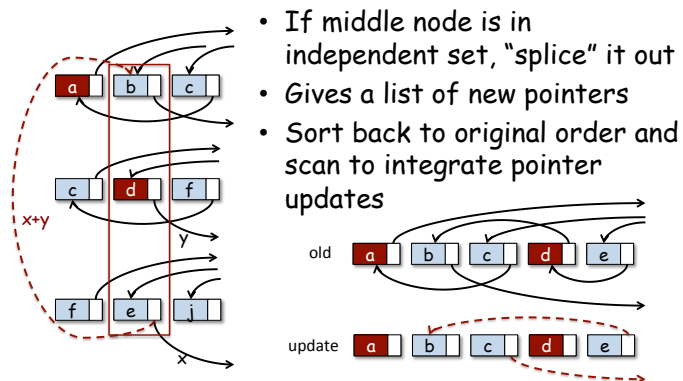 • If middle node is in
independent set, “splice” it out
• Gives a list of new pointers
• Sort back to original order and
scan to integrate pointer
updates
a b c
c d f
x+y
y
f e j
x
old a b c d e
update a b c d e